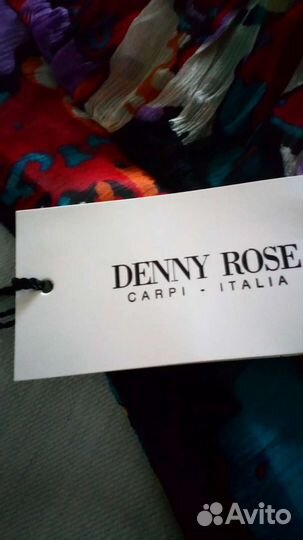 DENNY ROSE
CARPI - ITALIA
Avito